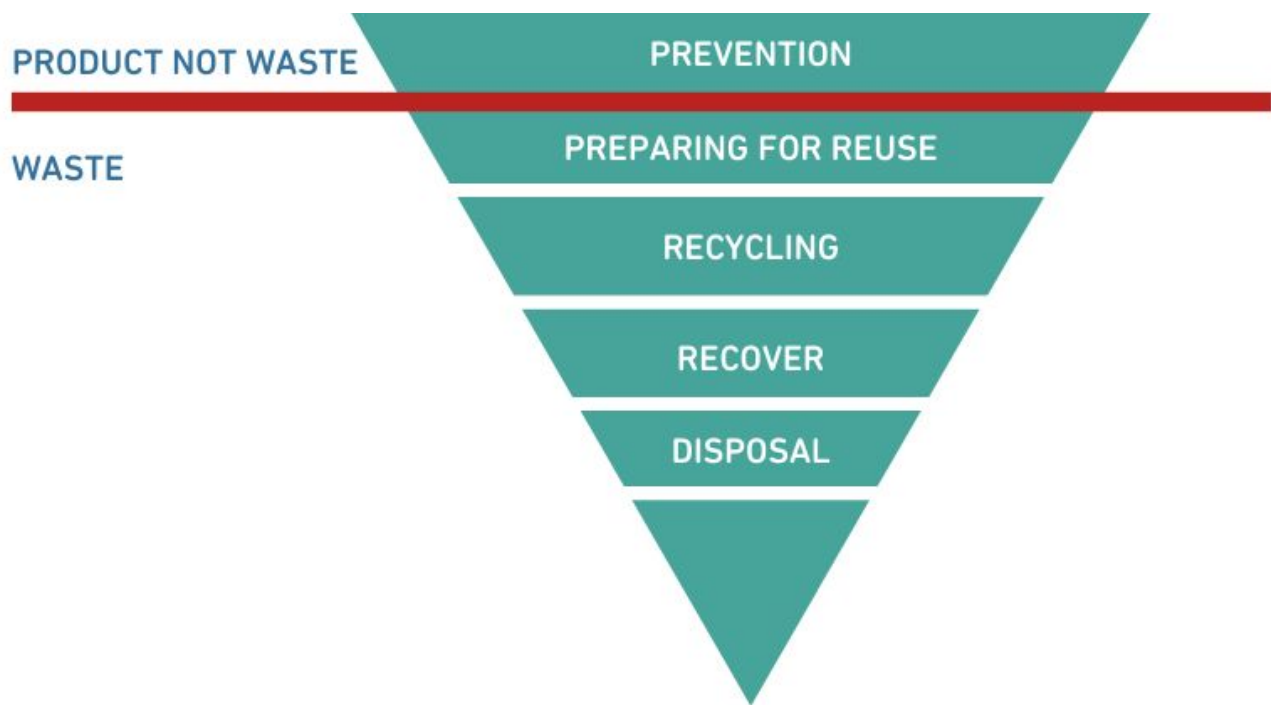 PRODUCT NOT WASTE
PREVENTION
WASTE
PREPARING FOR REUSE
RECYCLING
RECOVER
DISPOSAL